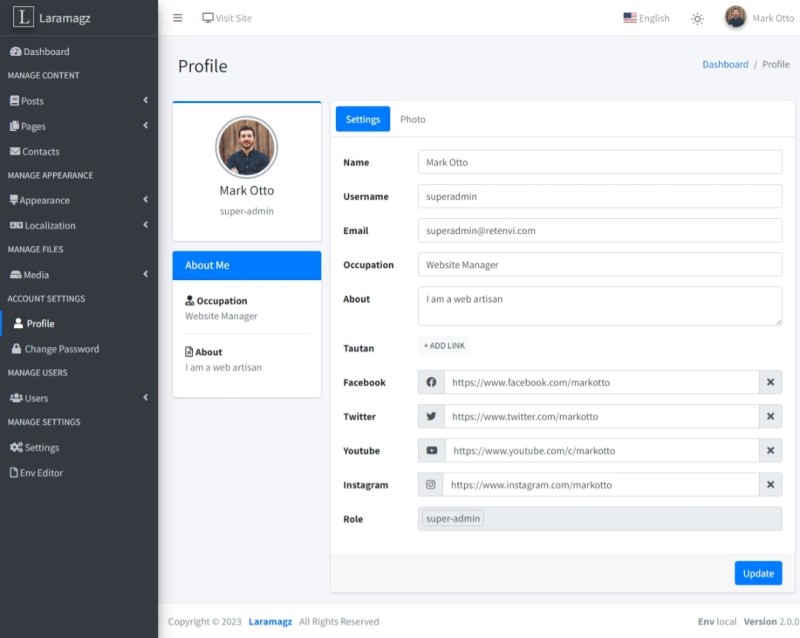 L Laramagz
Visit Site
English
Mark Otto
Dashboard
MANAGE CONTENT
Posts
Pages
Contacts
MANAGE APPEARANCE
Appearance
Localization
MANAGE FILES
Media
ACCOUNT SETTINGS
Profile
Change Password
MANAGE USERS
Users
MANAGE SETTINGS
Settings
Env Editor
Profile
Dashboard / Profile
Mark Otto
super-admin
About Me
Occupation
Website Manager
About
I am a web artisan
Settings Photo
Name Mark Otto
Username superadmin
Email superadmin@retenvi.com
Occupation Website Manager
About I am a web artisan
Tautan + ADD LINK
Facebook https://www.facebook.com/markotto
Twitter https://www.twitter.com/markotto
Youtube https://www.youtube.com/c/markotto
Instagram https://www.instagram.com/markotto
Role super-admin
Update
Copyright © 2023 Laramagz All Rights Reserved
Env local Version 2.0.0